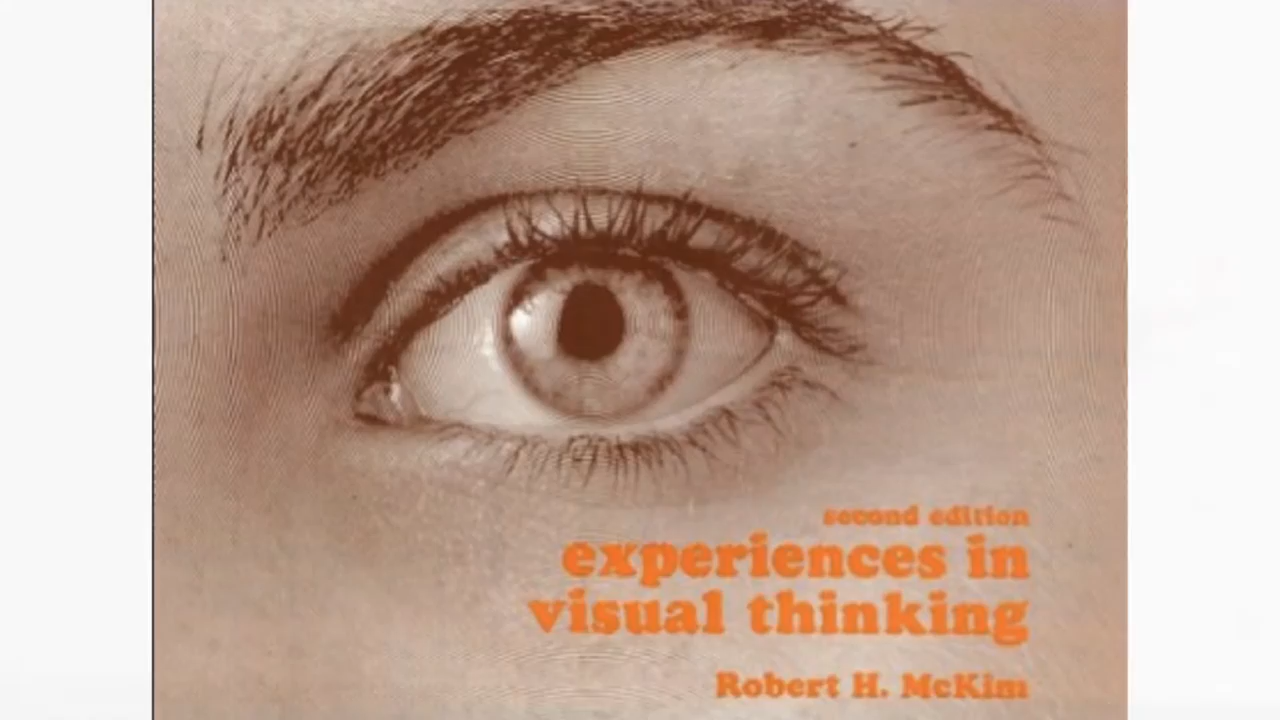 second edition
experiences in
visual thinking
Robert H. McKim